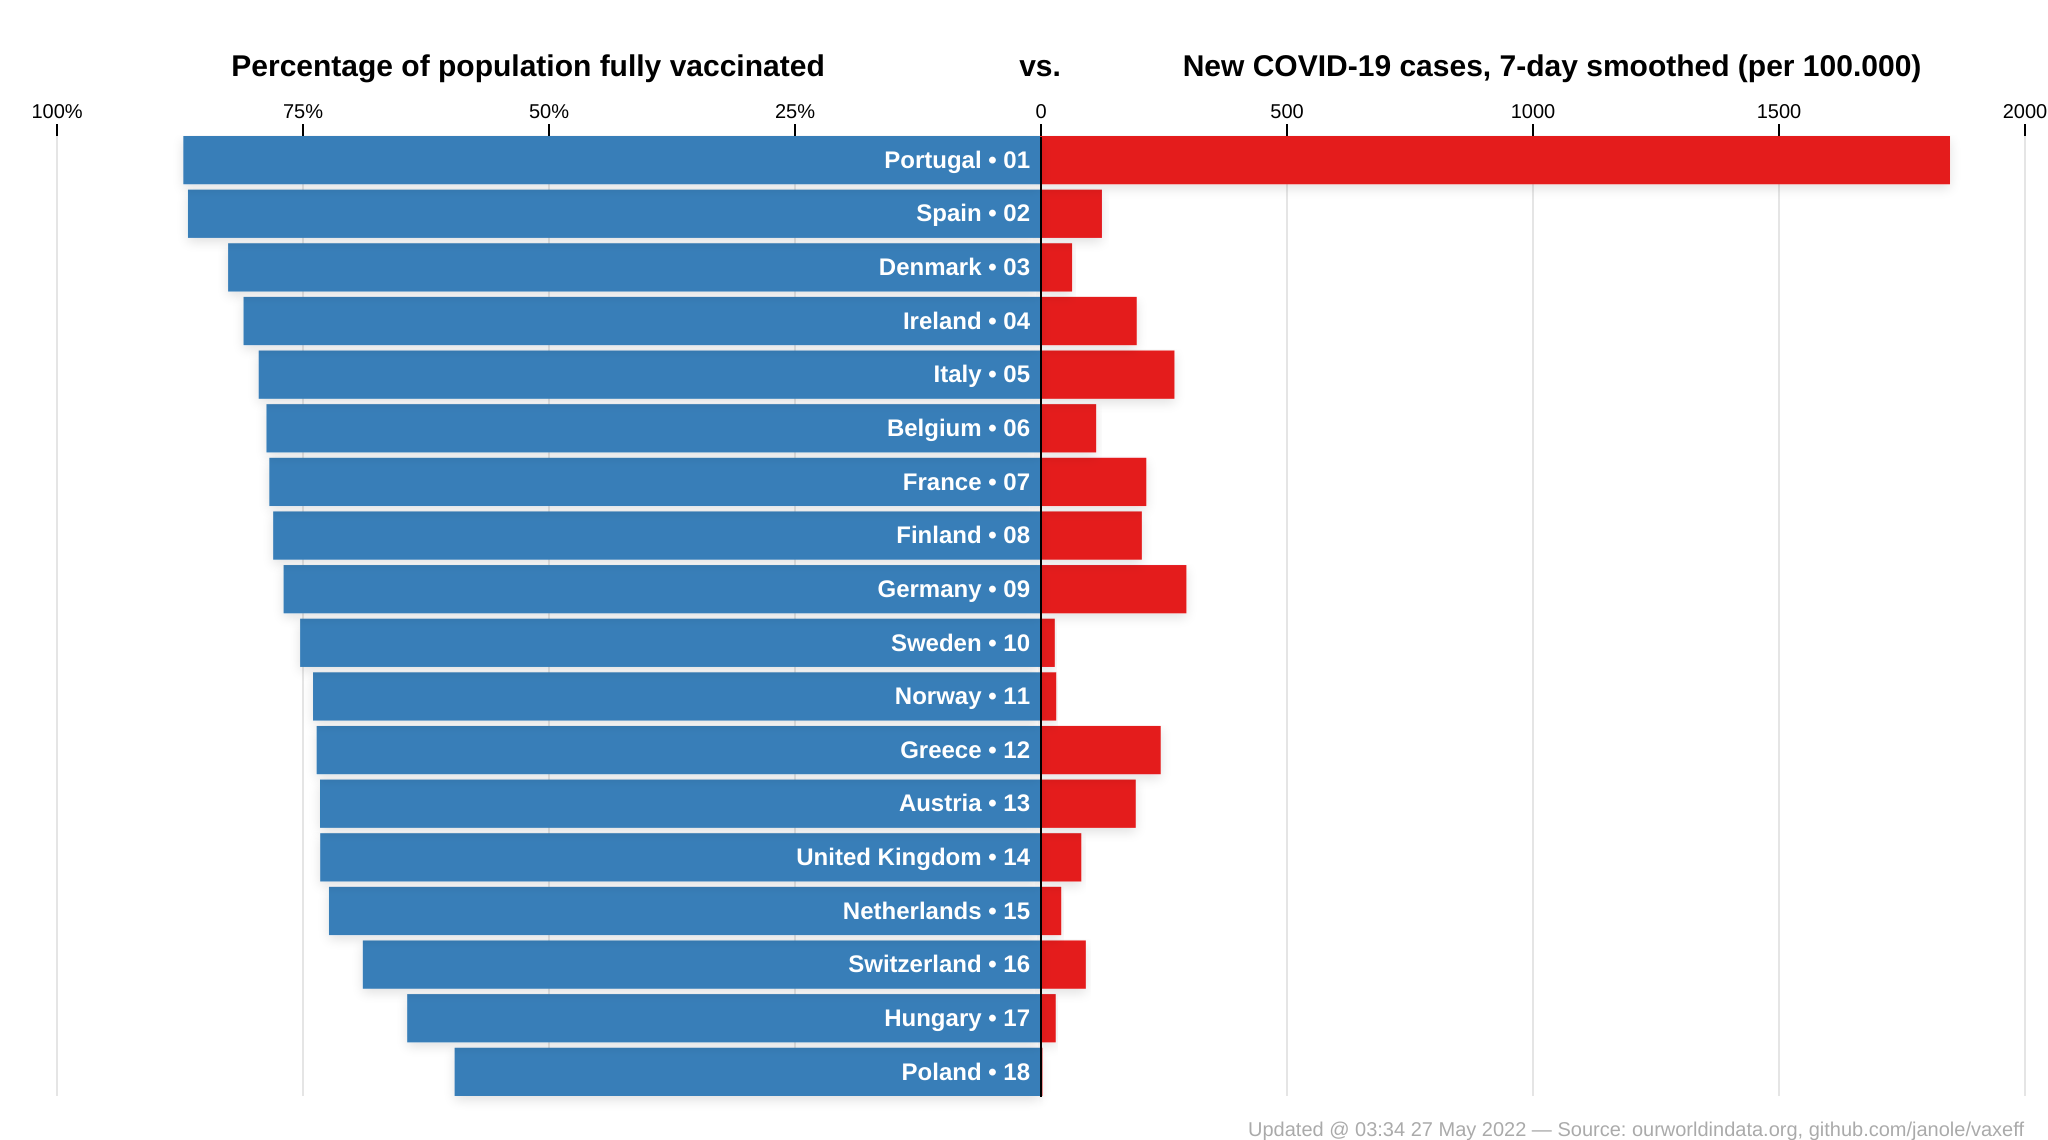 Percentage of population fully vaccinated vs. New COVID-19 cases, 7-day smoothed (per 100.000)
100% 75% 50% 25% 0 500 1000 1500 2000
Portugal • 01
Spain • 02
Denmark • 03
Ireland • 04
Italy • 05
Belgium • 06
France • 07
Finland • 08
Germany • 09
Sweden • 10
Norway • 11
Greece • 12
Austria • 13
United Kingdom • 14
Netherlands • 15
Switzerland • 16
Hungary • 17
Poland • 18
Updated @ 03:34 27 May 2022 — Source: ourworldindata.org, github.com/janole/vaxeff